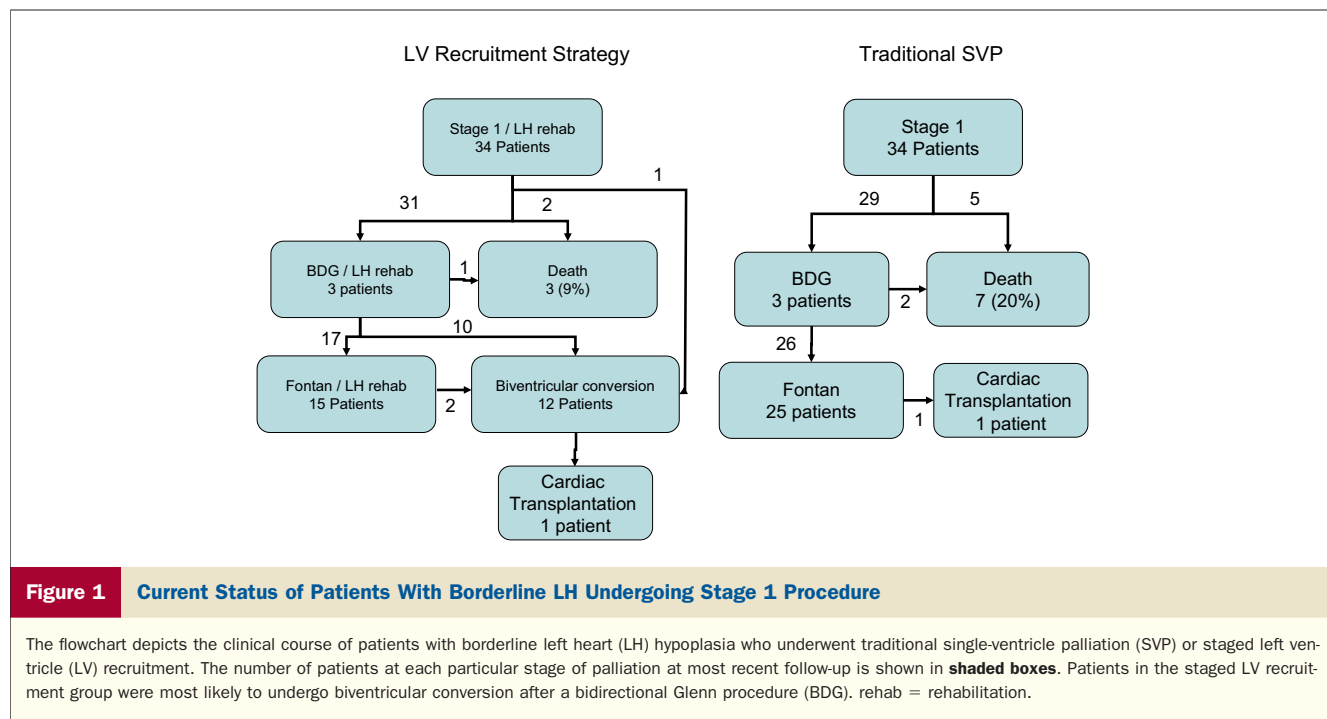 LV Recruitment Strategy
Stage 1 / LH rehab
34 Patients
1
31
2
BDG / LH rehab
3 patients
1
Death
3 (9%)
17
10
Fontan / LH rehab
15 Patients
2
Biventricular conversion
12 Patients
Cardiac
Transplantation
1 patient
Traditional SVP
Stage 1
34 Patients
29
5
BDG
3 patients
2
Death
7 (20%)
26
Fontan
25 patients
1
Cardiac
Transplantation
1 patient
Figure 1 Current Status of Patients With Borderline LH Undergoing Stage 1 Procedure
The flowchart depicts the clinical course of patients with borderline left heart (LH) hypoplasia who underwent traditional single-ventricle palliation (SVP) or staged left ven-
tricle (LV) recruitment. The number of patients at each particular stage of palliation at most recent follow-up is shown in shaded boxes. Patients in the staged LV recruit-
ment group were most likely to undergo biventricular conversion after a bidirectional Glenn procedure (BDG). rehab = rehabilitation.